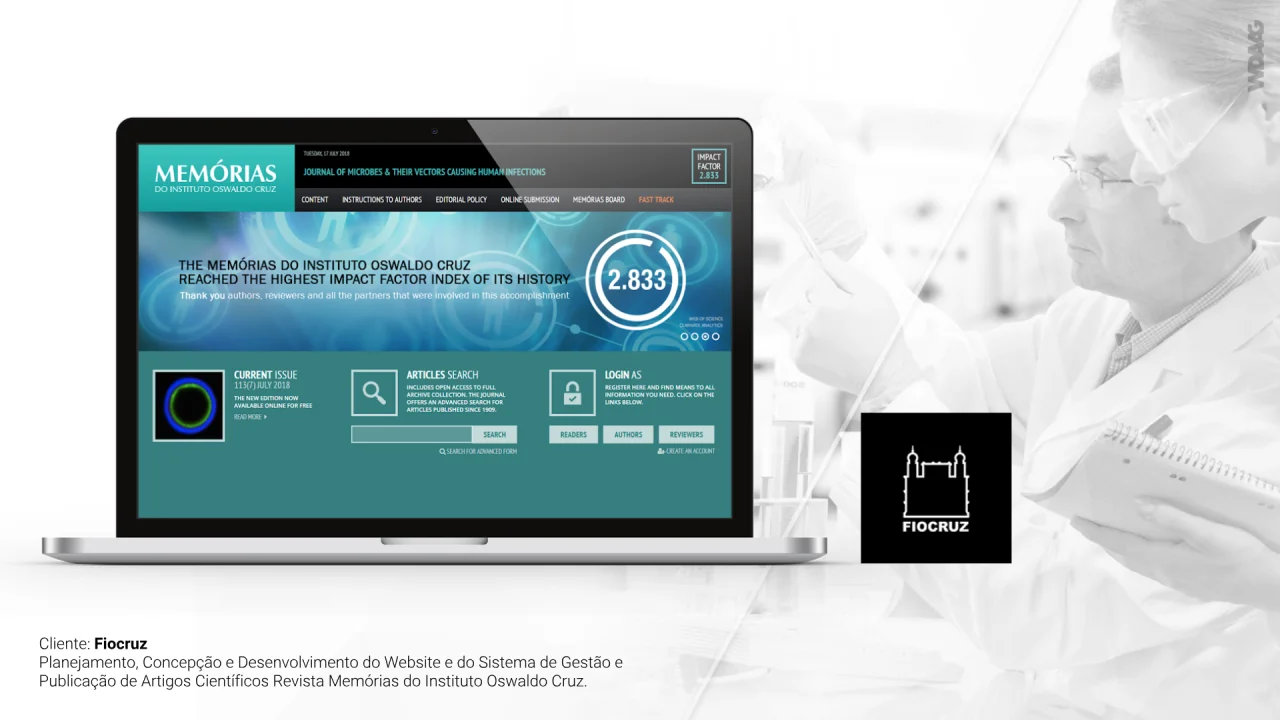 WDAAG
TUESDAY, 17 JULY 2018
MEMÓRIAS
DO INSTITUTO OSWALDO CRUZ
JOURNAL OF MICROBES & THEIR VECTORS CAUSING HUMAN INFECTIONS
IMPACT
FACTOR
2.833
CONTENT INSTRUCTIONS TO AUTHORS EDITORIAL POLICY ONLINE SUBMISSION MEMÓRIAS BOARD FAST TRACK
THE MEMÓRIAS DO INSTITUTO OSWALDO CRUZ
REACHED THE HIGHEST IMPACT FACTOR INDEX OF ITS HISTORY
Thank you authors, reviewers and all the partners that were involved in this accomplishment
2.833
WEB OF SCIENCE
CLARIVATE ANALYTICS
CURRENT ISSUE
113(7) JULY 2018
THE NEW EDITION NOW
AVAILABLE ONLINE FOR FREE
READ MORE
ARTICLES SEARCH
INCLUDES OPEN ACCESS TO FULL
ARCHIVE COLLECTION. THE JOURNAL
OFFERS AN ADVANCED SEARCH FOR
ARTICLES PUBLISHED SINCE 1909.
SEARCH
SEARCH FOR ADVANCED FORM
LOGIN AS
REGISTER HERE AND FIND MEANS TO ALL
INFORMATION YOU NEED. CLICK ON THE
LINKS BELOW.
READERS AUTHORS REVIEWERS
CREATE AN ACCOUNT
FIOCRUZ
Cliente: Fiocruz
Planejamento, Concepção e Desenvolvimento do Website e do Sistema de Gestão e
Publicação de Artigos Científicos Revista Memórias do Instituto Oswaldo Cruz.